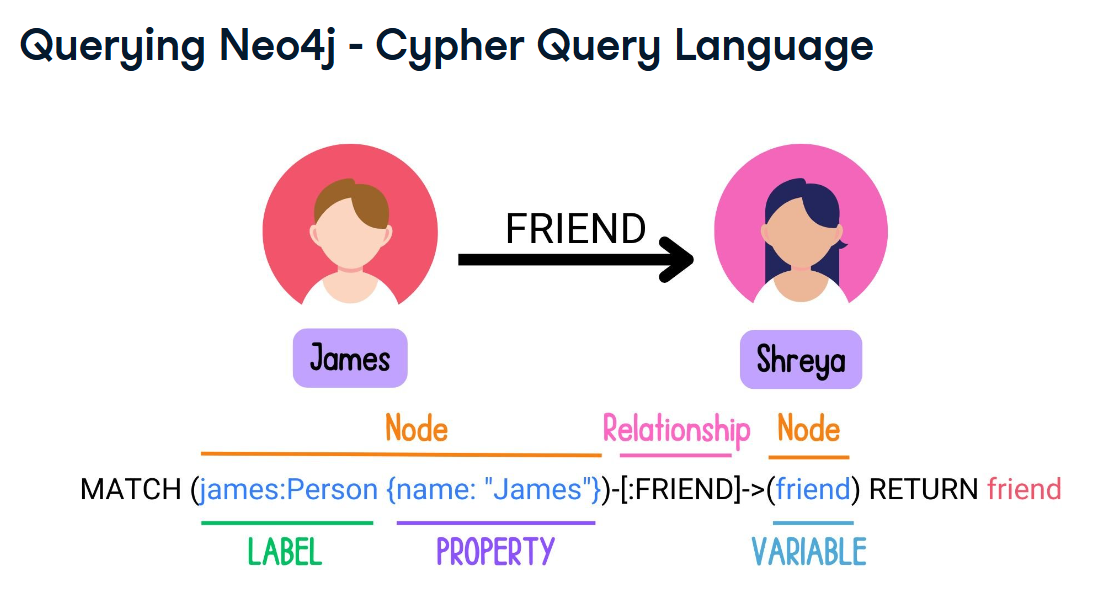 Querying Neo4j - Cypher Query Language
FRIEND
James
Shreya
Node Relationship Node
MATCH (james:Person {name: "James"})-[:FRIEND]->(friend) RETURN friend
LABEL PROPERTY VARIABLE